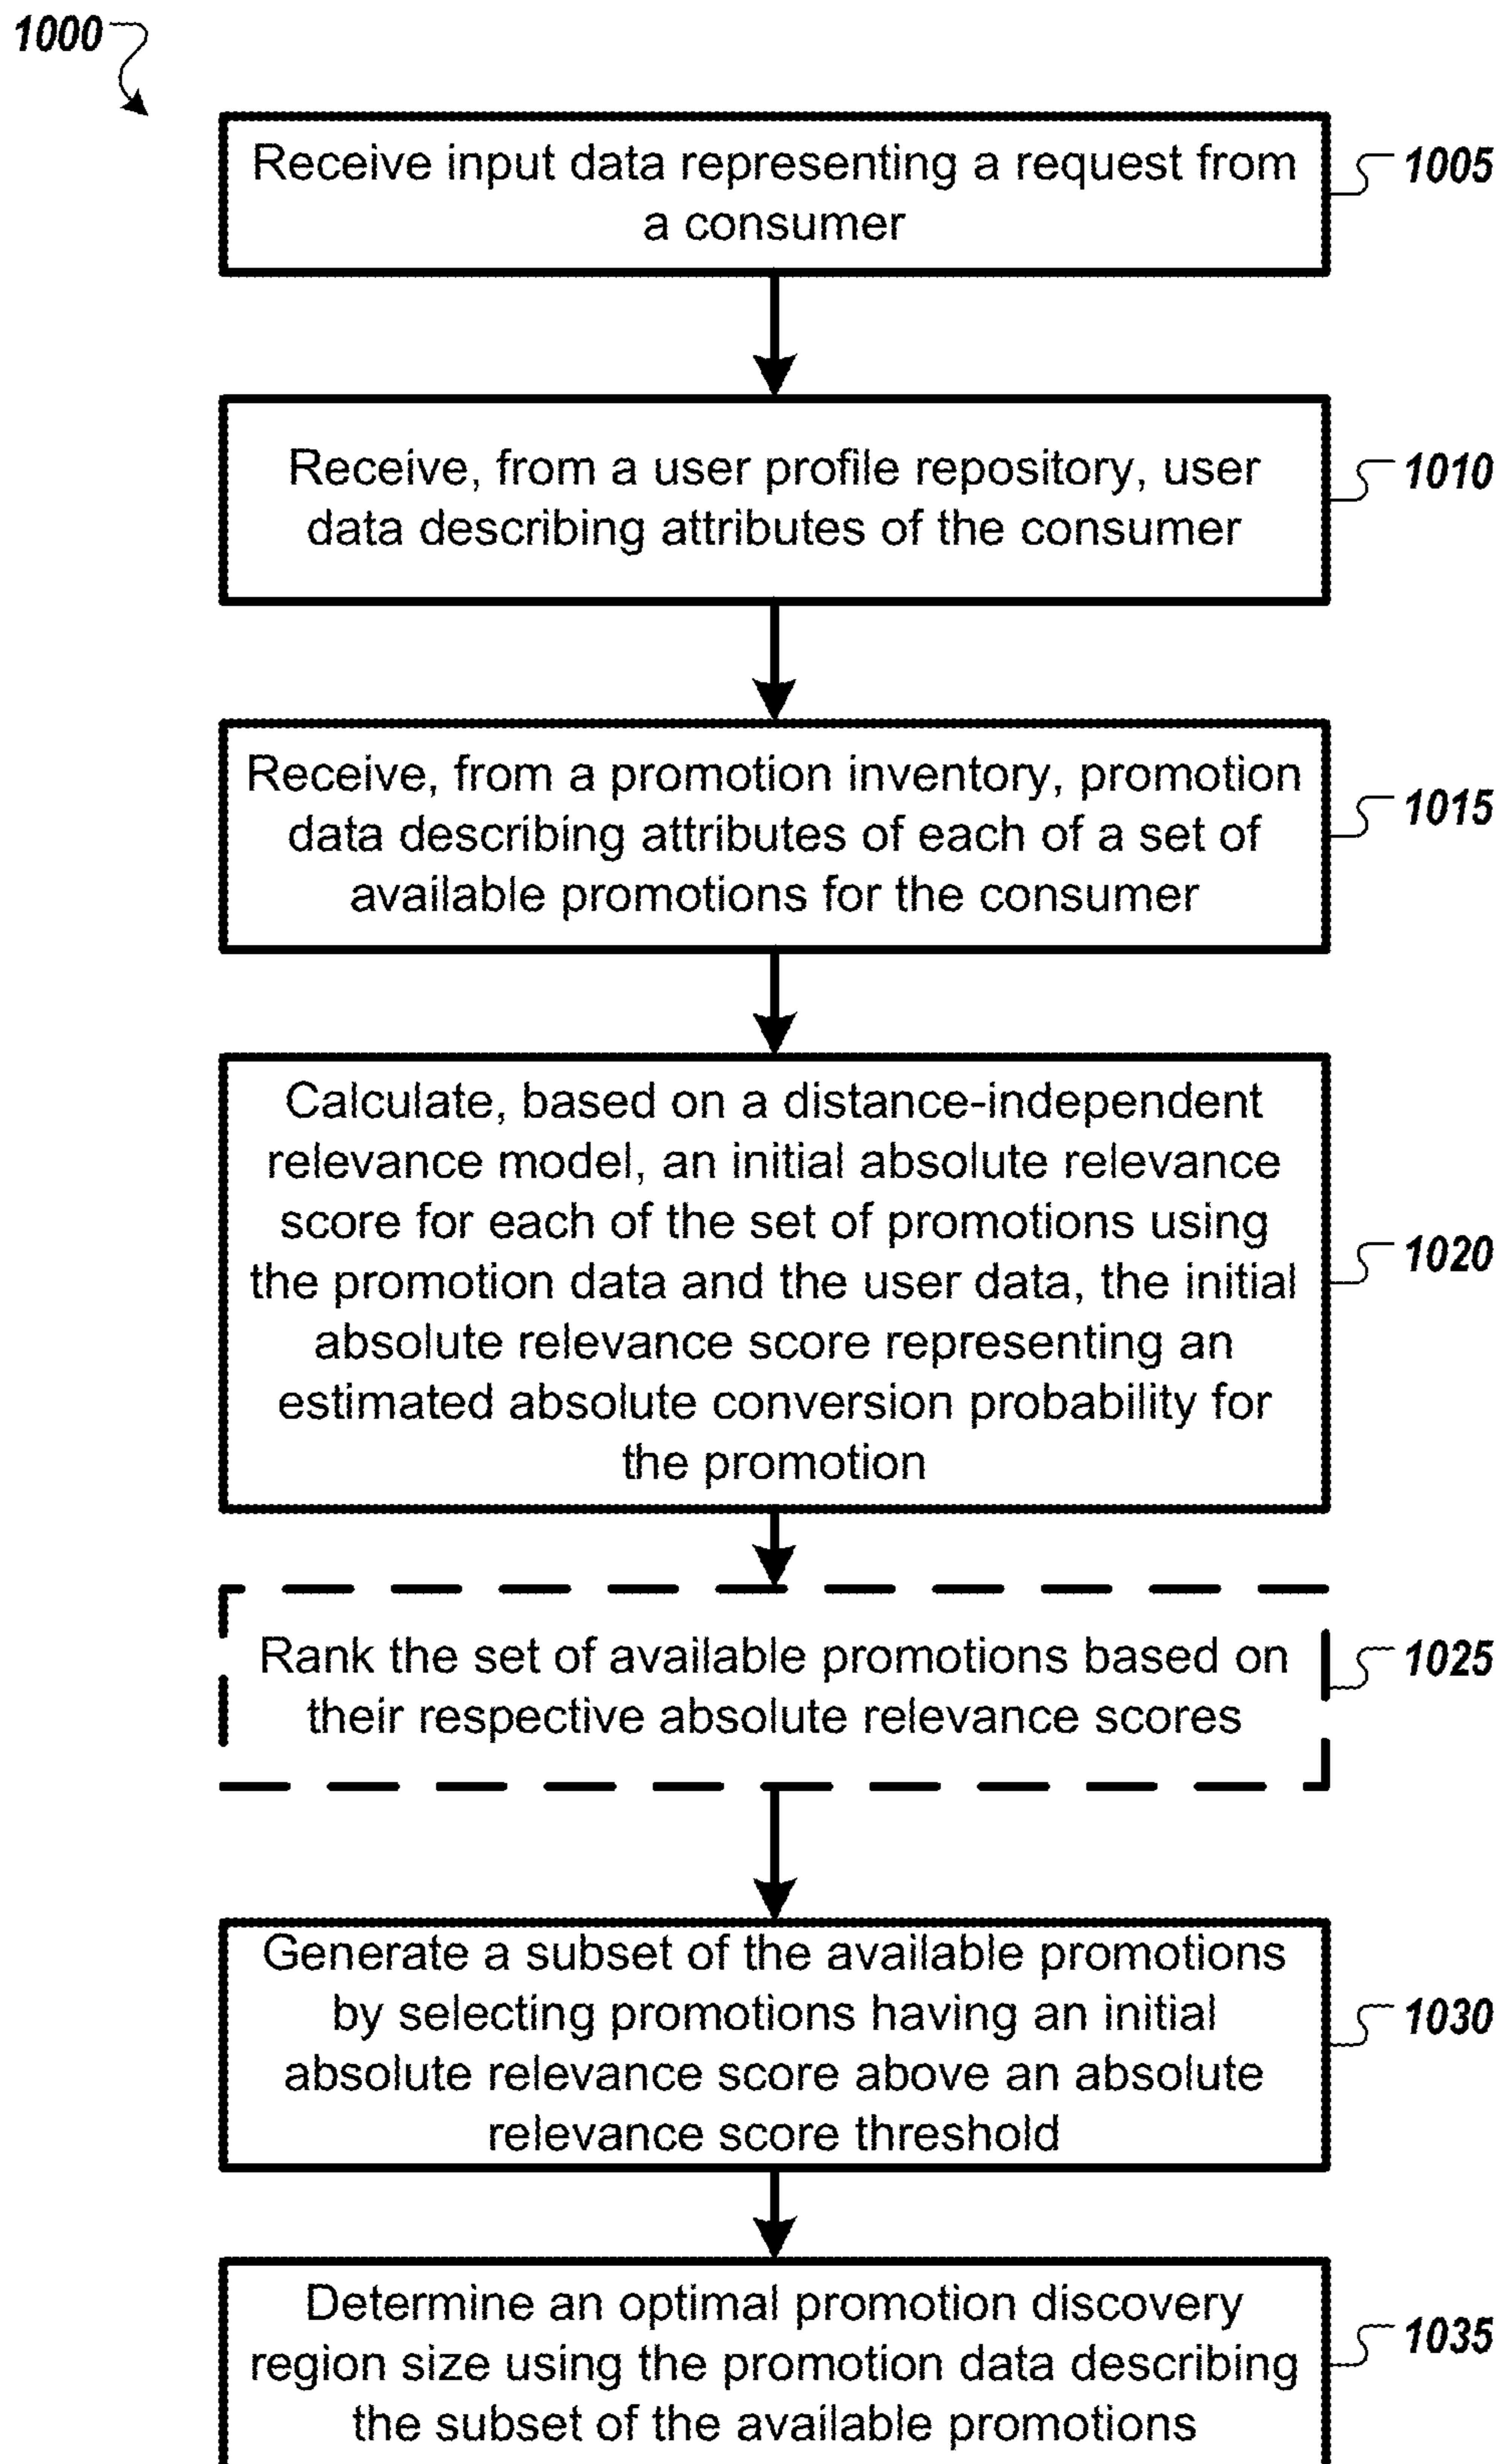 1000
Receive input data representing a request from
a consumer
1005
Receive, from a user profile repository, user
data describing attributes of the consumer
1010
Receive, from a promotion inventory, promotion
data describing attributes of each of a set of
available promotions for the consumer
1015
Calculate, based on a distance-independent
relevance model, an initial absolute relevance
score for each of the set of promotions using
the promotion data and the user data, the initial
absolute relevance score representing an
estimated absolute conversion probability for
the promotion
1020
Rank the set of available promotions based on
their respective absolute relevance scores
1025
Generate a subset of the available promotions
by selecting promotions having an initial
absolute relevance score above an absolute
relevance score threshold
1030
Determine an optimal promotion discovery
region size using the promotion data describing
the subset of the available promotions
1035